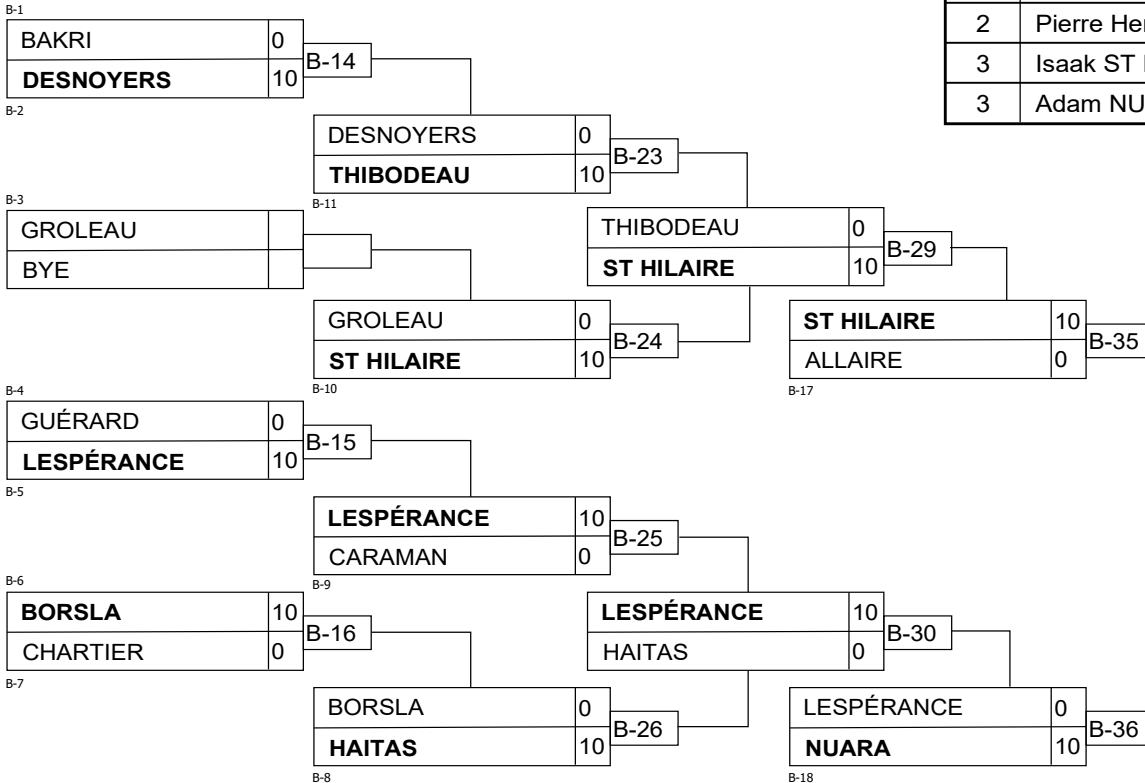 B-1
BAKRI 0
B-14
DESNOYERS 10
B-2
DESNOYERS 0
B-23
THIBODEAU 10
B-11
B-3
GROLEAU
BYE
THIBODEAU 0
B-29
ST HILAIRE 10
GROLEAU 0
B-24
ST HILAIRE 10
B-10
ST HILAIRE 10
B-35
ALLAIRE 0
B-17
B-4
GUÉRARD 0
B-15
LESPÉRANCE 10
B-5
LESPÉRANCE 10
B-25
CARAMAN 0
B-9
B-6
BORSLA 10
B-16
CHARTIER 0
B-7
LESPÉRANCE 10
B-30
HAITAS 0
BORSLA 0
B-26
HAITAS 10
B-8
LESPÉRANCE 0
B-36
NUARA 10
B-18
2 Pierre
3 Isaak ST
3 Adam